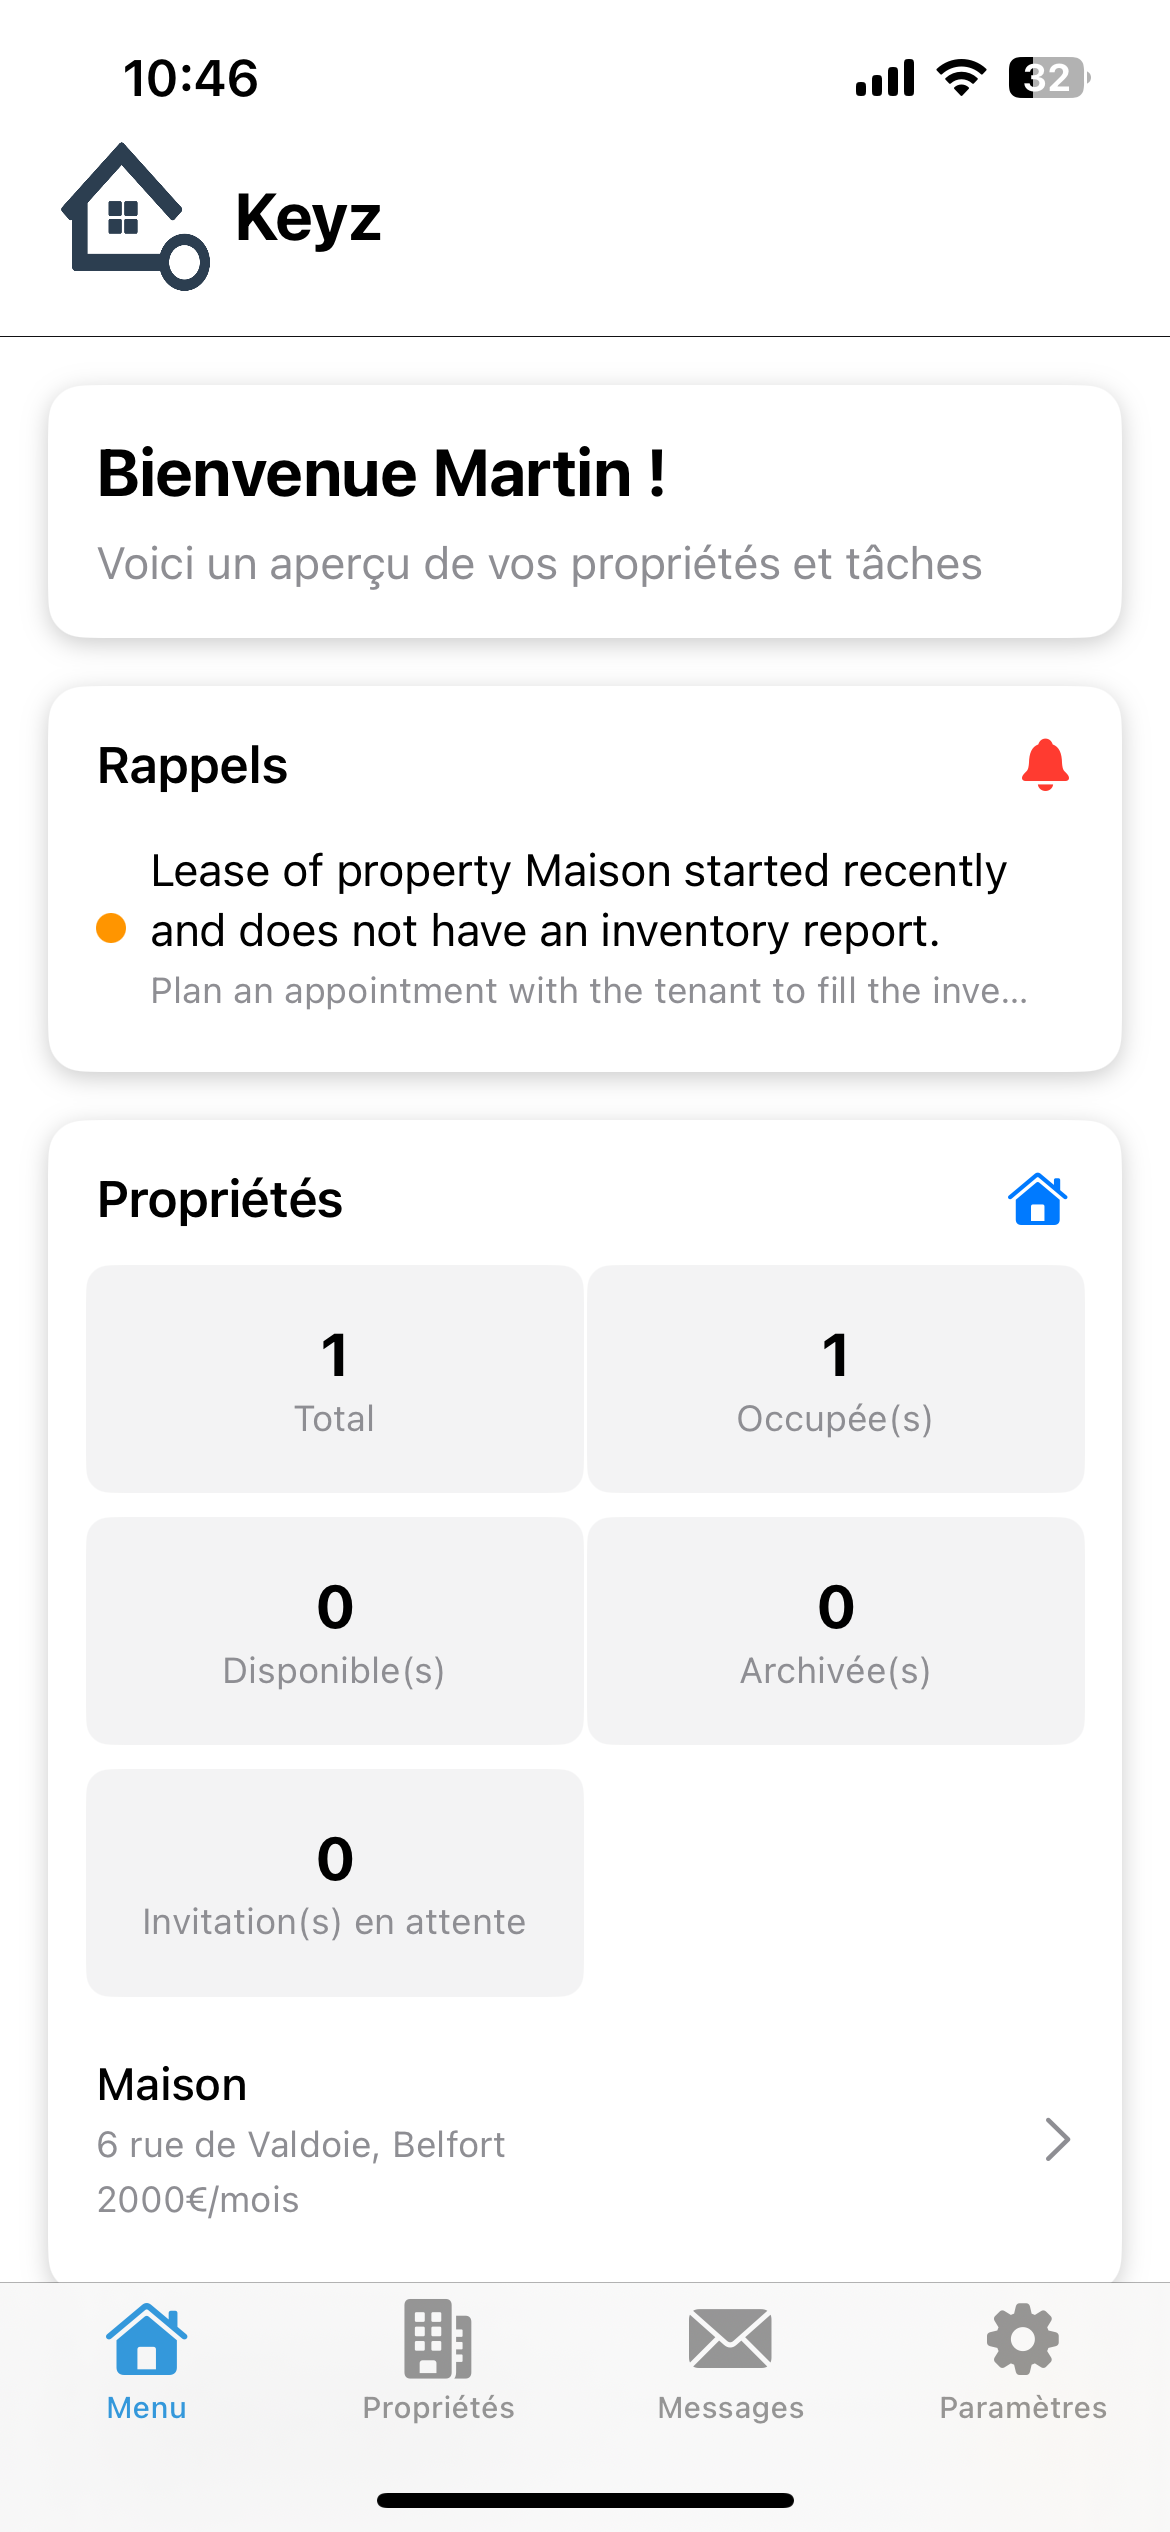 10:46
32
Keyz
Bienvenue Martin !
Voici un aperçu de vos propriétés et tâches
Rappels
Lease of property Maison started recently
and does not have an inventory report.
Plan an appointment with the tenant to fill the inve...
Propriétés
1
Total
1
Occupée(s)
0
Disponible(s)
0
Archivée(s)
0
Invitation(s) en attente
Maison
6 rue de Valdoie, Belfort
2000€/mois
Menu
Propriétés
Messages
Paramètres